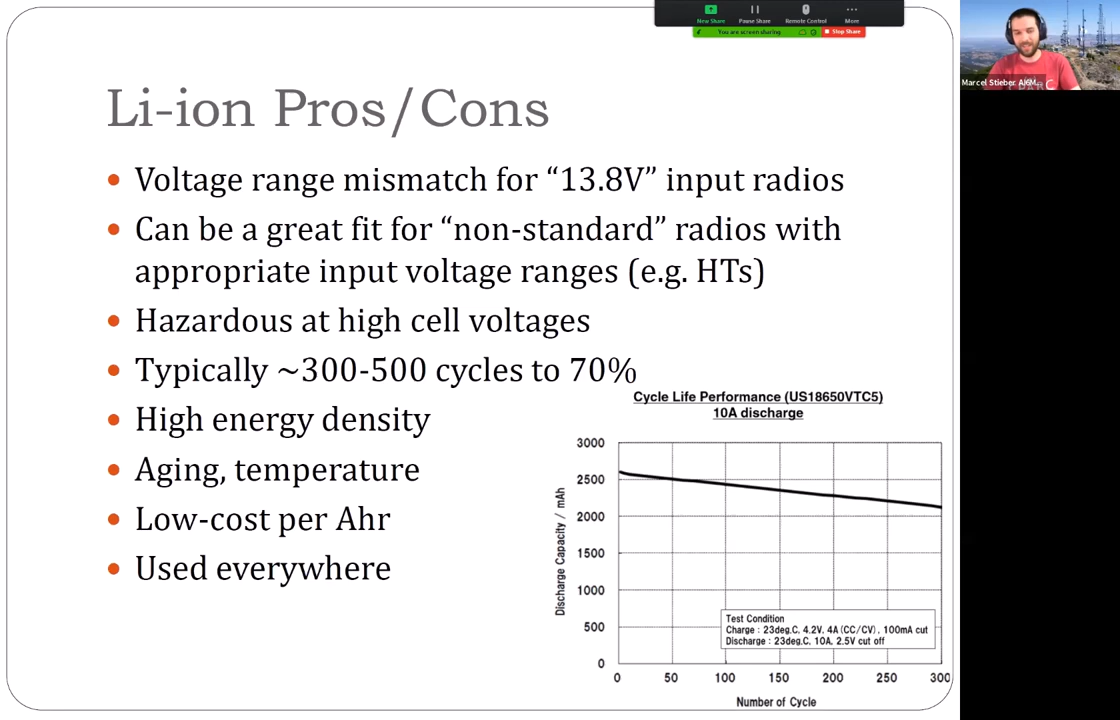 New Share
Pause Share
Remote Control
More
You are screen sharing
Stop Share
Marcel Stieber. AI6M...
Li-ion Pros/Cons
Voltage range mismatch for “13.8V” input radios
Can be a great fit for “non-standard” radios with
appropriate input voltage ranges (e.g. HTs)
Hazardous at high cell voltages
Typically ~300-500 cycles to 70%
High energy density
Aging, temperature
Low-cost per Ahr
Used everywhere
Cycle Life Performance (US18650VTC5)
10A discharge
Discharge Capacity / mAh
3000
2500
2000
1500
1000
500
0
Test Condition
Charge : 23deg.C, 4.2V, 4A (CC/CV), 100mA cut
Discharge : 23deg.C, 10A, 2.5V cut off
0 50 100 150 200 250 300
Number of Cycle